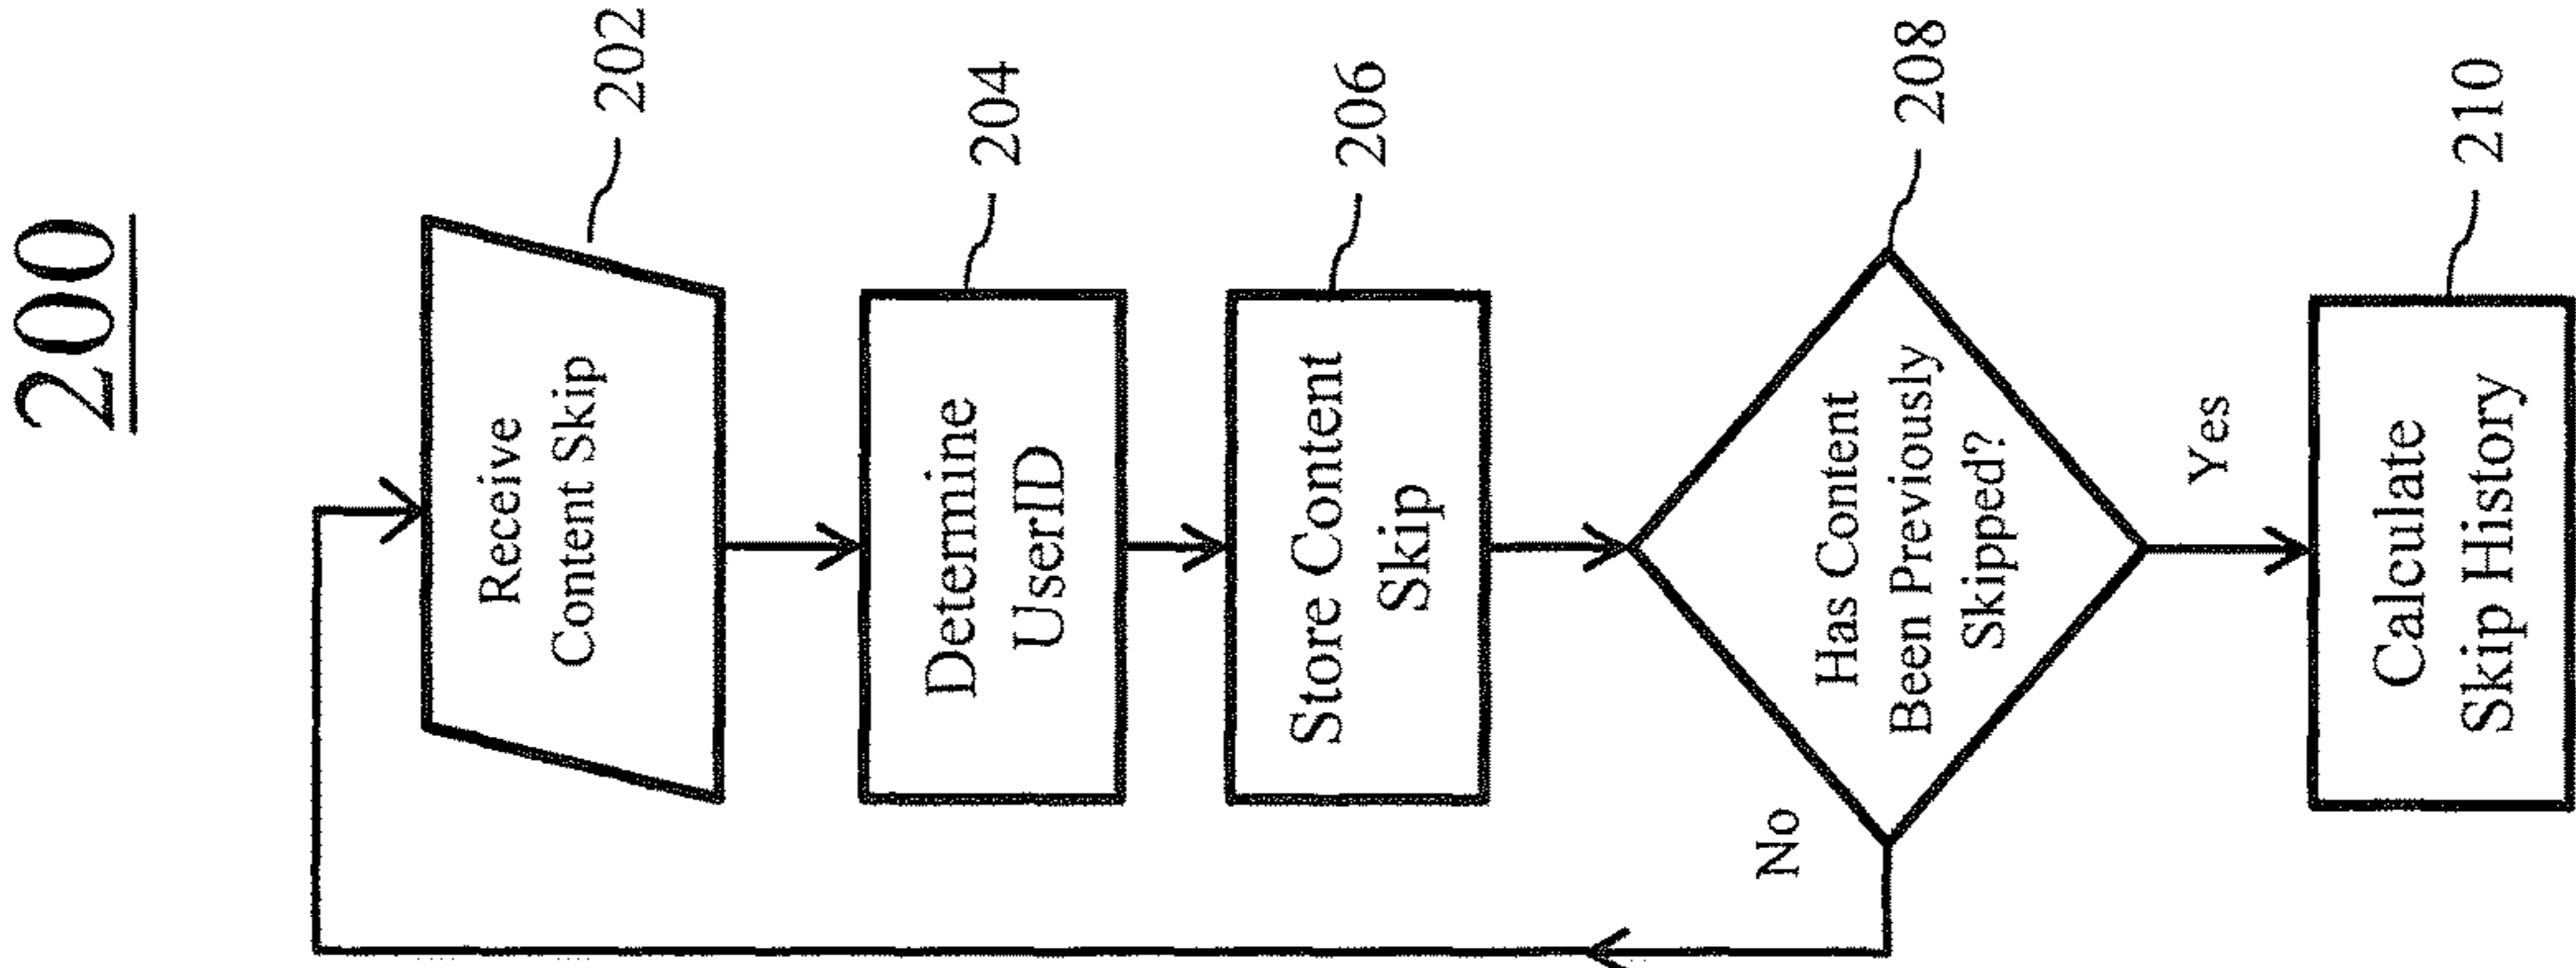 200
Receive
Content Skip
202
Determine
UserID
204
Store Content
Skip
206
Has Content
Been Previously
Skipped?
208
No
Yes
Calculate
Skip History
210